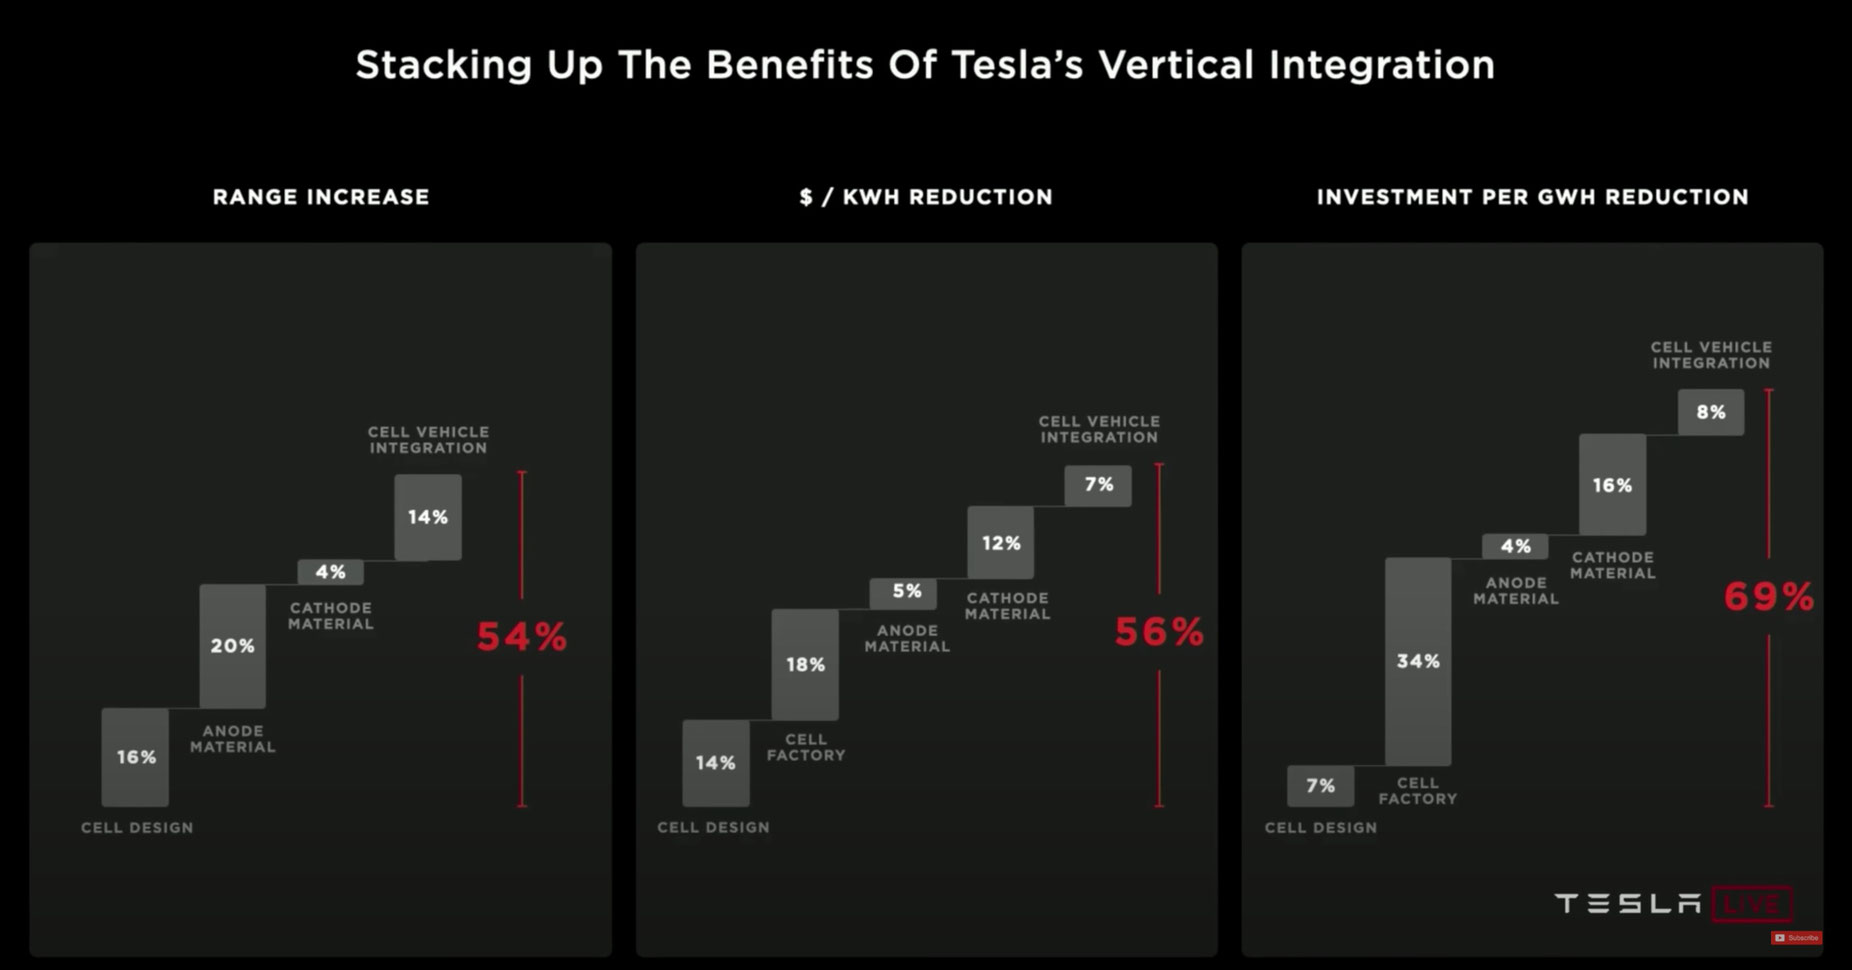 Stacking Up The Benefits Of Tesla's Vertical Integration
RANGE INCREASE
CELL VEHICLE
INTEGRATION
14%
4%
CATHODE
MATERIAL
20%
54%
ANODE
MATERIAL
16%
CELL DESIGN
$ / KWH REDUCTION
CELL VEHICLE
INTEGRATION
7%
12%
5%
CATHODE
MATERIAL
ANODE
MATERIAL
56%
18%
CELL
FACTORY
14%
CELL DESIGN
INVESTMENT PER GWH REDUCTION
CELL VEHICLE
INTEGRATION
8%
16%
4%
CATHODE
MATERIAL
ANODE
MATERIAL
69%
34%
7%
CELL
FACTORY
CELL DESIGN
TESLA LIVE
Subscribe